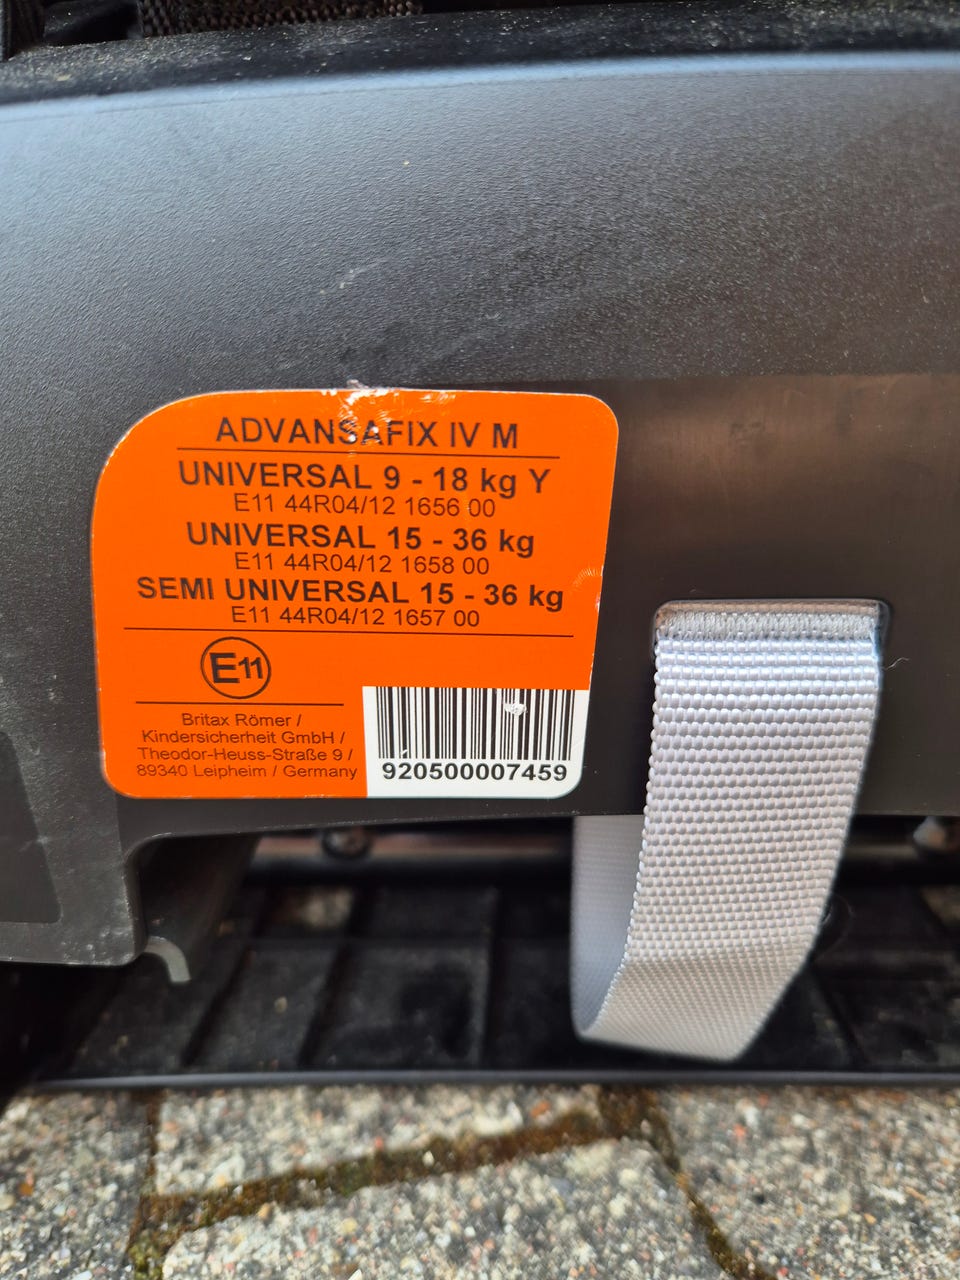 ADVANSAFIX IV M
UNIVERSAL 9 - 18 kg Y
E11 44R04/12 1656 00
UNIVERSAL 15 - 36 kg
E11 44R04/12 1658 00
SEMI UNIVERSAL 15 - 36 kg
E11 44R04/12 1657 00
E11
Britax Römer /
Kindersicherheit GmbH /
Theodor-Heuss-Straße 9 /
89340 Leipheim / Germany
920500007459